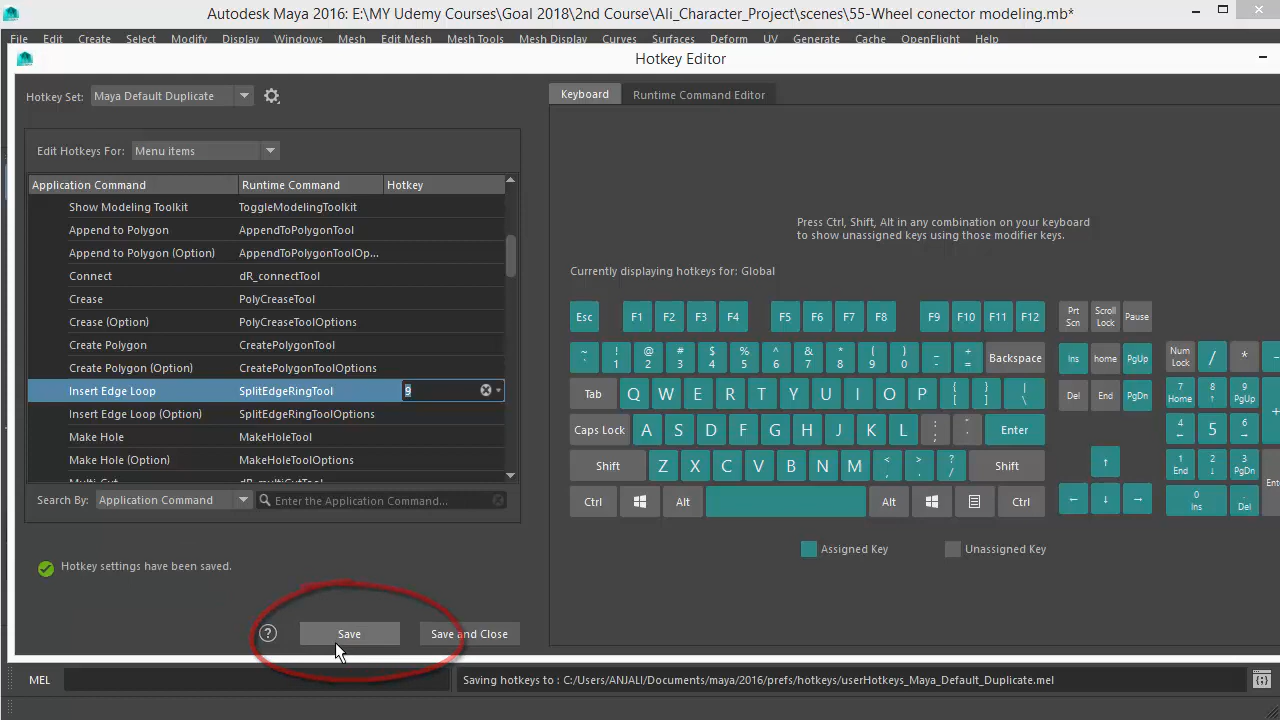 Autodesk Maya 2016: E:\MY Udemy Courses\Goal 2018\2nd Course\Ali_Character_Project\scenes\55-Wheel conector modeling.mb*
File Edit Create Select Modify Display Windows Mesh Edit Mesh Mesh Tools Mesh Display Curves Surfaces Deform UV Generate Cache OpenFlight Help
Hotkey Editor
Hotkey Set: Maya Default Duplicate
Keyboard Runtime Command Editor
Edit Hotkeys For: Menu items
Application Command Runtime Command Hotkey
Show Modeling Toolkit ToggleModelingToolkit
Append to Polygon AppendToPolygonTool
Append to Polygon (Option) AppendToPolygonToolOp...
Connect dR_connectTool
Crease PolyCreaseTool
Crease (Option) PolyCreaseToolOptions
Create Polygon CreatePolygonTool
Create Polygon (Option) CreatePolygonToolOptions
Insert Edge Loop SplitEdgeRingTool 9
Insert Edge Loop (Option) SplitEdgeRingToolOptions
Make Hole MakeHoleTool
Make Hole (Option) MakeHoleToolOptions
Multi-Cut dR_multiCutTool
Search By: Application Command Enter the Application Command...
Hotkey settings have been saved.
? Save Save and Close
Press Ctrl, Shift, Alt in any combination on your keyboard
to show unassigned keys using those modifier keys.
Currently displaying hotkeys for: Global
Esc F1 F2 F3 F4 F5 F6 F7 F8 F9 F10 F11 F12 Prt Scn Scroll Lock Pause
~ ` ! 1 @ 2 # 3 $ 4 % 5 ^ 6 & 7 * 8 ( 9 ) 0 _ - + = Backspace Ins home PgUp Num Lock / * -
Tab Q W E R T Y U I O P { [ } ] | \ Del End PgDn 7 Home 8 ↑ 9 PgUp +
Caps Lock A S D F G H J K L : ; " ' Enter 4 ← 5 6 →
Shift Z X C V B N M < , > . ? / Shift ↑ 1 End 2 ↓ 3 PgDn Ente
Ctrl Alt Alt Ctrl ← ↓ → 0 Ins . Del
Assigned Key Unassigned Key
MEL Saving hotkeys to : C:/Users/ANJALI/Documents/maya/2016/prefs/hotkeys/userHotkeys_Maya_Default_Duplicate.mel